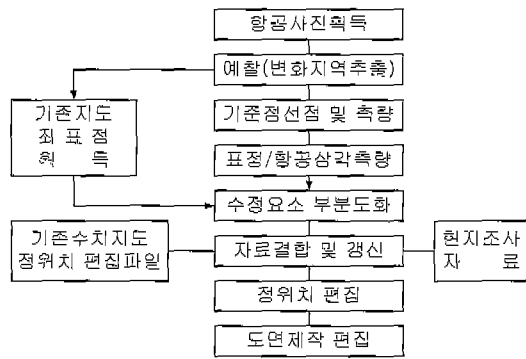 항공사진획득
예찰(변화지역추출)
기존지도
좌 표 점
획 득
기준점선점 및 측량
표정/항공삼각측량
수정요소 부분도화
기존수치지도
정위치 편집파일
자료결합 및 갱신
현지조사
자 료
정위치 편집
도면제작 편집